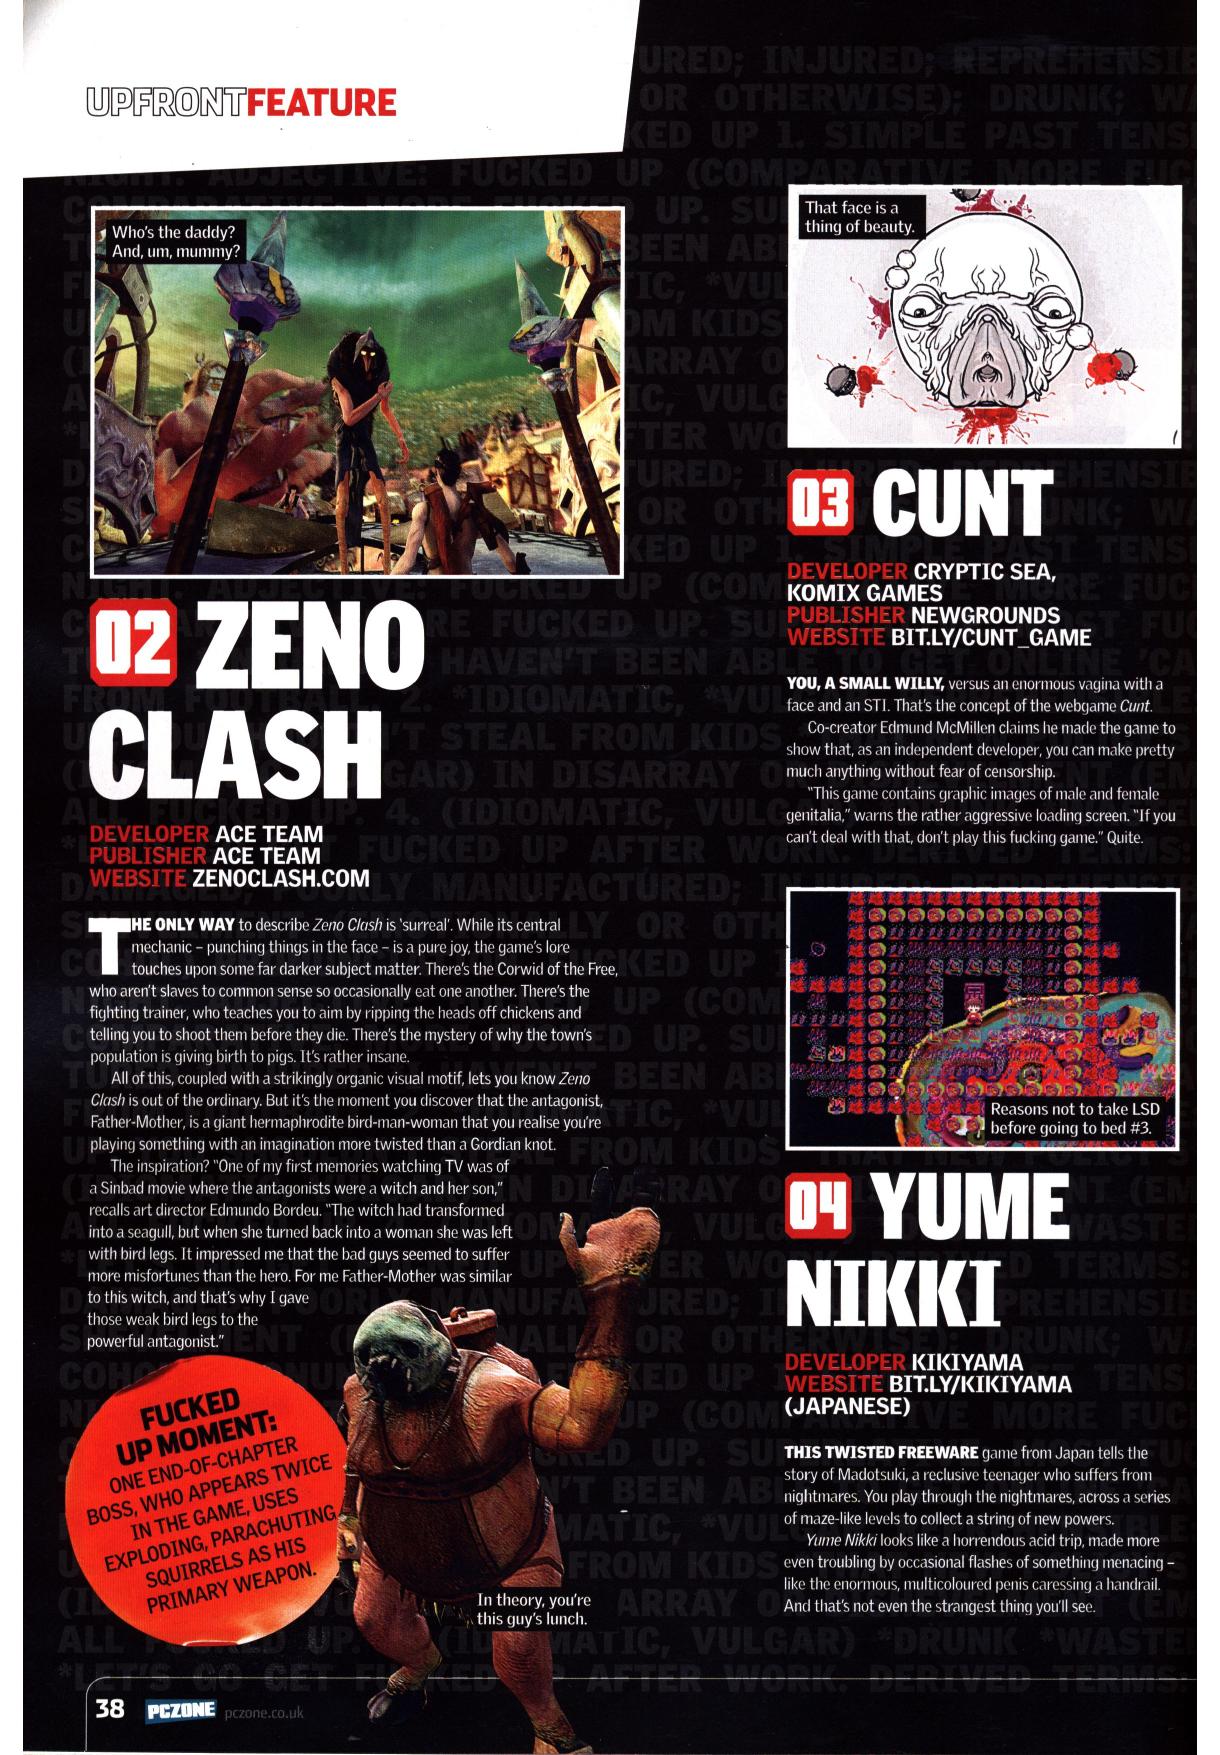 UPFRONTFEATURE
Who's the daddy?
And, um, mummy?
02 ZENO
CLASH
DEVELOPER ACE TEAM
PUBLISHER ACE TEAM
WEBSITE ZENOCLASH.COM
THE ONLY WAY to describe Zeno Clash is 'surreal'. While its central
mechanic – punching things in the face – is a pure joy, the game's lore
touches upon some far darker subject matter. There's the Corwid of the Free,
who aren't slaves to common sense so occasionally eat one another. There's the
fighting trainer, who teaches you to aim by ripping the heads off chickens and
telling you to shoot them before they die. There's the mystery of why the town's
population is giving birth to pigs. It's rather insane.
All of this, coupled with a strikingly organic visual motif, lets you know Zeno
Clash is out of the ordinary. But it's the moment you discover that the antagonist,
Father-Mother, is a giant hermaphrodite bird-man-woman that you realise you're
playing something with an imagination more twisted than a Gordian knot.
The inspiration? "One of my first memories watching TV was of
a Sinbad movie where the antagonists were a witch and her son,"
recalls art director Edmundo Bordeu. "The witch had transformed
into a seagull, but when she turned back into a woman she was left
with bird legs. It impressed me that the bad guys seemed to suffer
more misfortunes than the hero. For me Father-Mother was similar
to this witch, and that's why I gave
those weak bird legs to the
powerful antagonist."
FUCKED
UP MOMENT:
ONE END-OF-CHAPTER
BOSS, WHO APPEARS TWICE
IN THE GAME, USES
EXPLODING, PARACHUTING
SQUIRRELS AS HIS
PRIMARY WEAPON.
In theory, you're
this guy's lunch.
That face is a
thing of beauty.
03 CUNT
DEVELOPER CRYPTIC SEA,
KOMIX GAMES
PUBLISHER NEWGROUNDS
WEBSITE BIT.LY/CUNT_GAME
YOU, A SMALL WILLY, versus an enormous vagina with a
face and an STI. That's the concept of the webgame Cunt.
Co-creator Edmund McMillen claims he made the game to
show that, as an independent developer, you can make pretty
much anything without fear of censorship.
"This game contains graphic images of male and female
genitalia," warns the rather aggressive loading screen. "If you
can't deal with that, don't play this fucking game." Quite.
Reasons not to take LSD
before going to bed #3.
04 YUME
NIKKI
DEVELOPER KIKIYAMA
WEBSITE BIT.LY/KIKIYAMA
(JAPANESE)
THIS TWISTED FREEWARE game from Japan tells the
story of Madotsuki, a reclusive teenager who suffers from
nightmares. You play through the nightmares, across a series
of maze-like levels to collect a string of new powers.
Yume Nikki looks like a horrendous acid trip, made more
even troubling by occasional flashes of something menacing –
like the enormous, multicoloured penis caressing a handrail.
And that's not even the strangest thing you'll see.
38 PCZONE pczone.co.uk